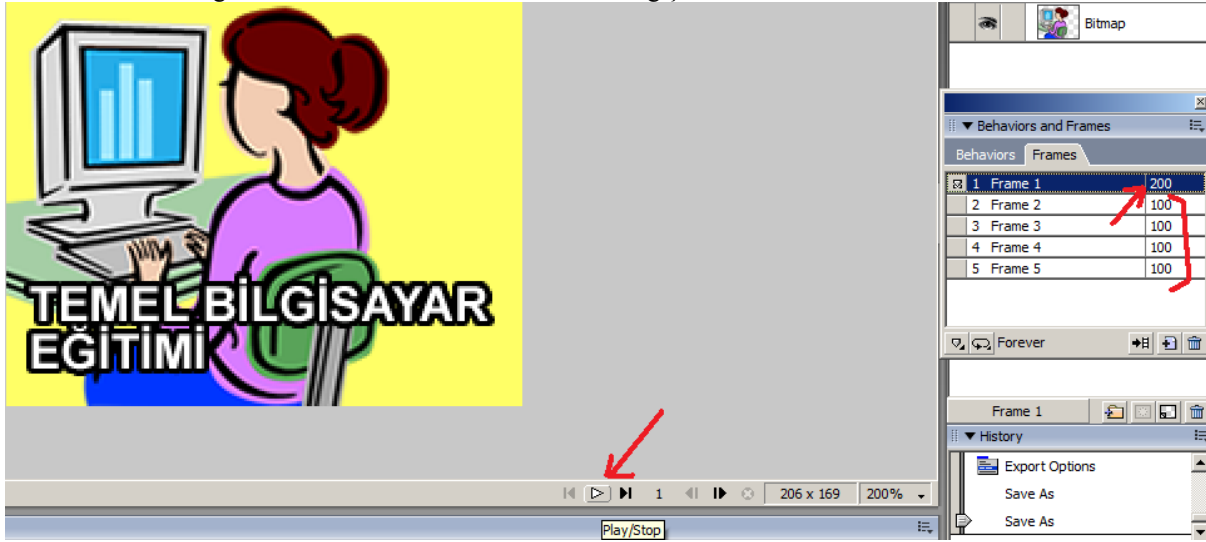 Bitmap
Behaviors and Frames
Behaviors Frames
1 Frame 1 200
2 Frame 2 100
3 Frame 3 100
4 Frame 4 100
5 Frame 5 100
Forever
TEMEL BİLGİSAYAR
EĞİTİMİ
Frame 1
History
Export Options
Save As
Save As
1 206 x 169 200%
Play/Stop